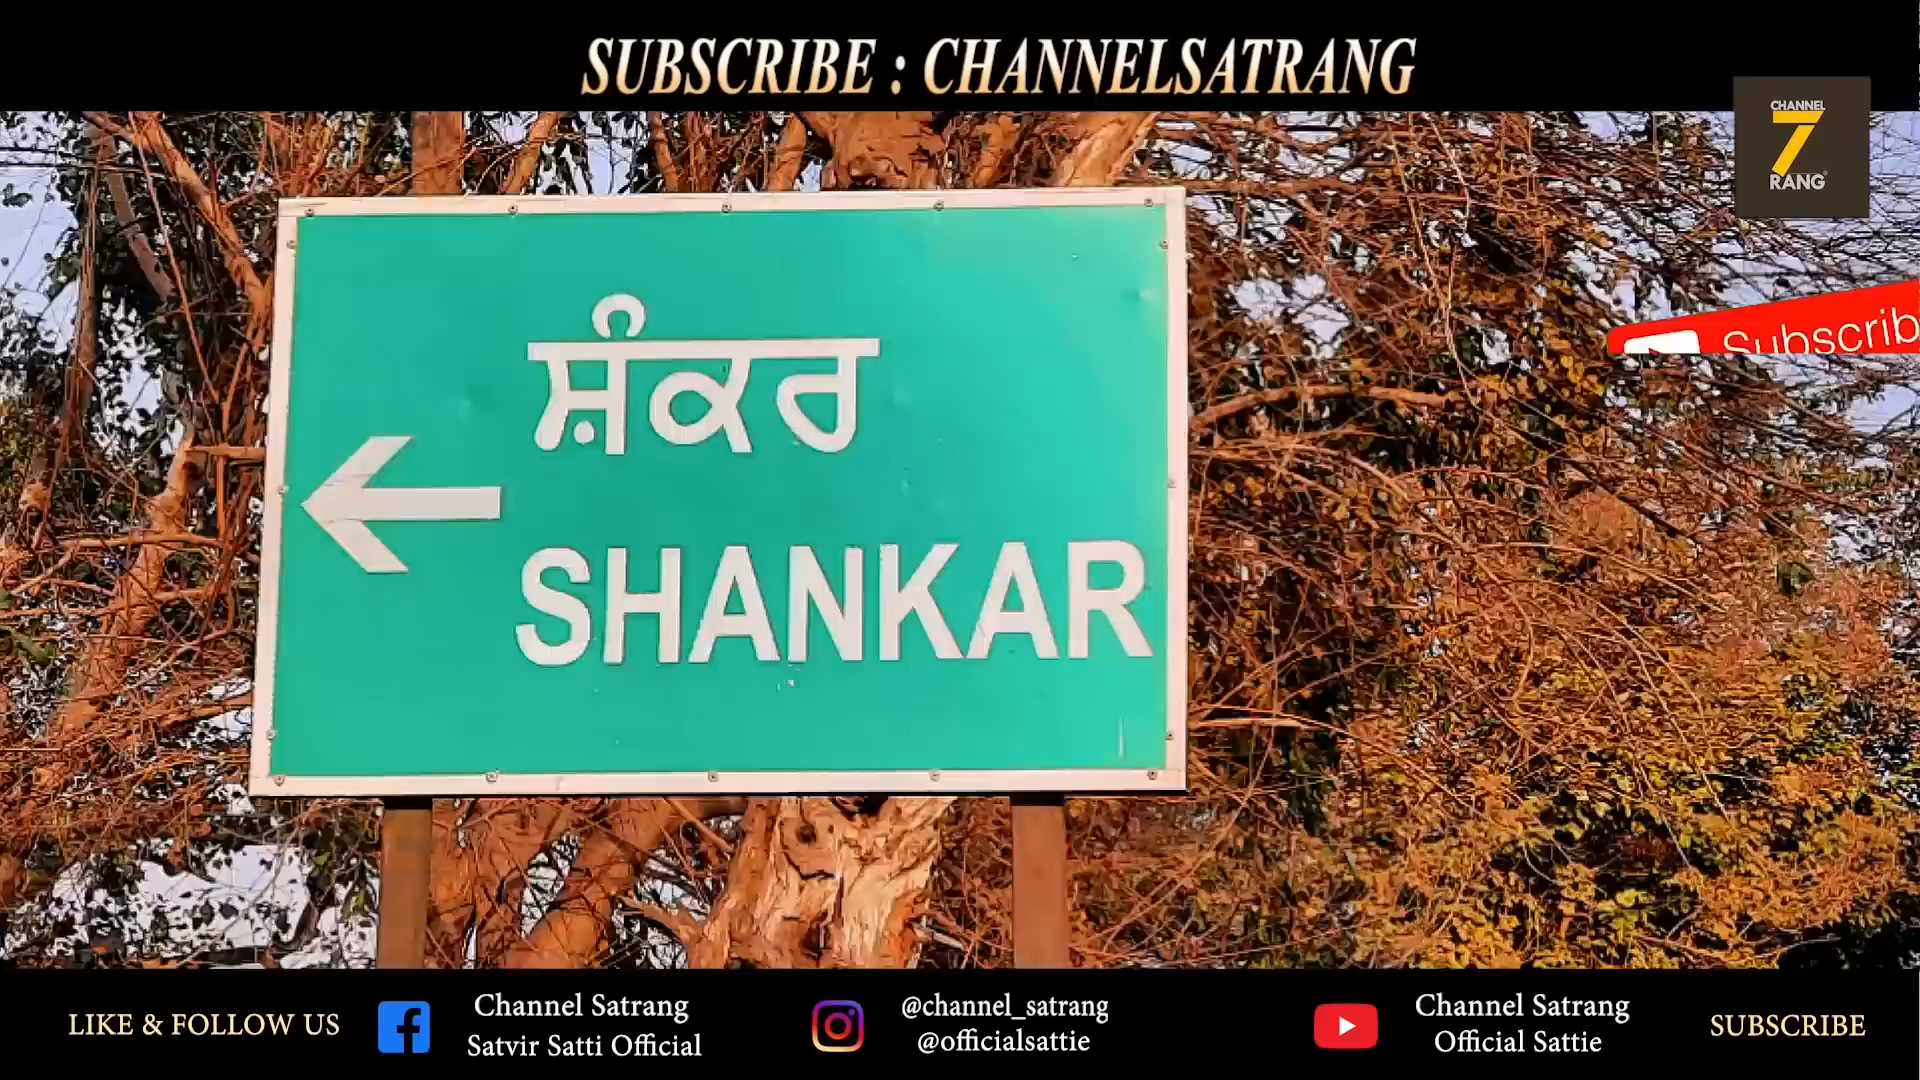 SUBSCRIBE : CHANNELSATRANG
CHANNEL
7
RANG
Subscrib
ਸ਼ੰਕਰ
SHANKAR
LIKE & FOLLOW US
Channel Satrang
Satvir Satti Official
@channel_satrang
@officialsattie
Channel Satrang
Official Sattie
SUBSCRIBE